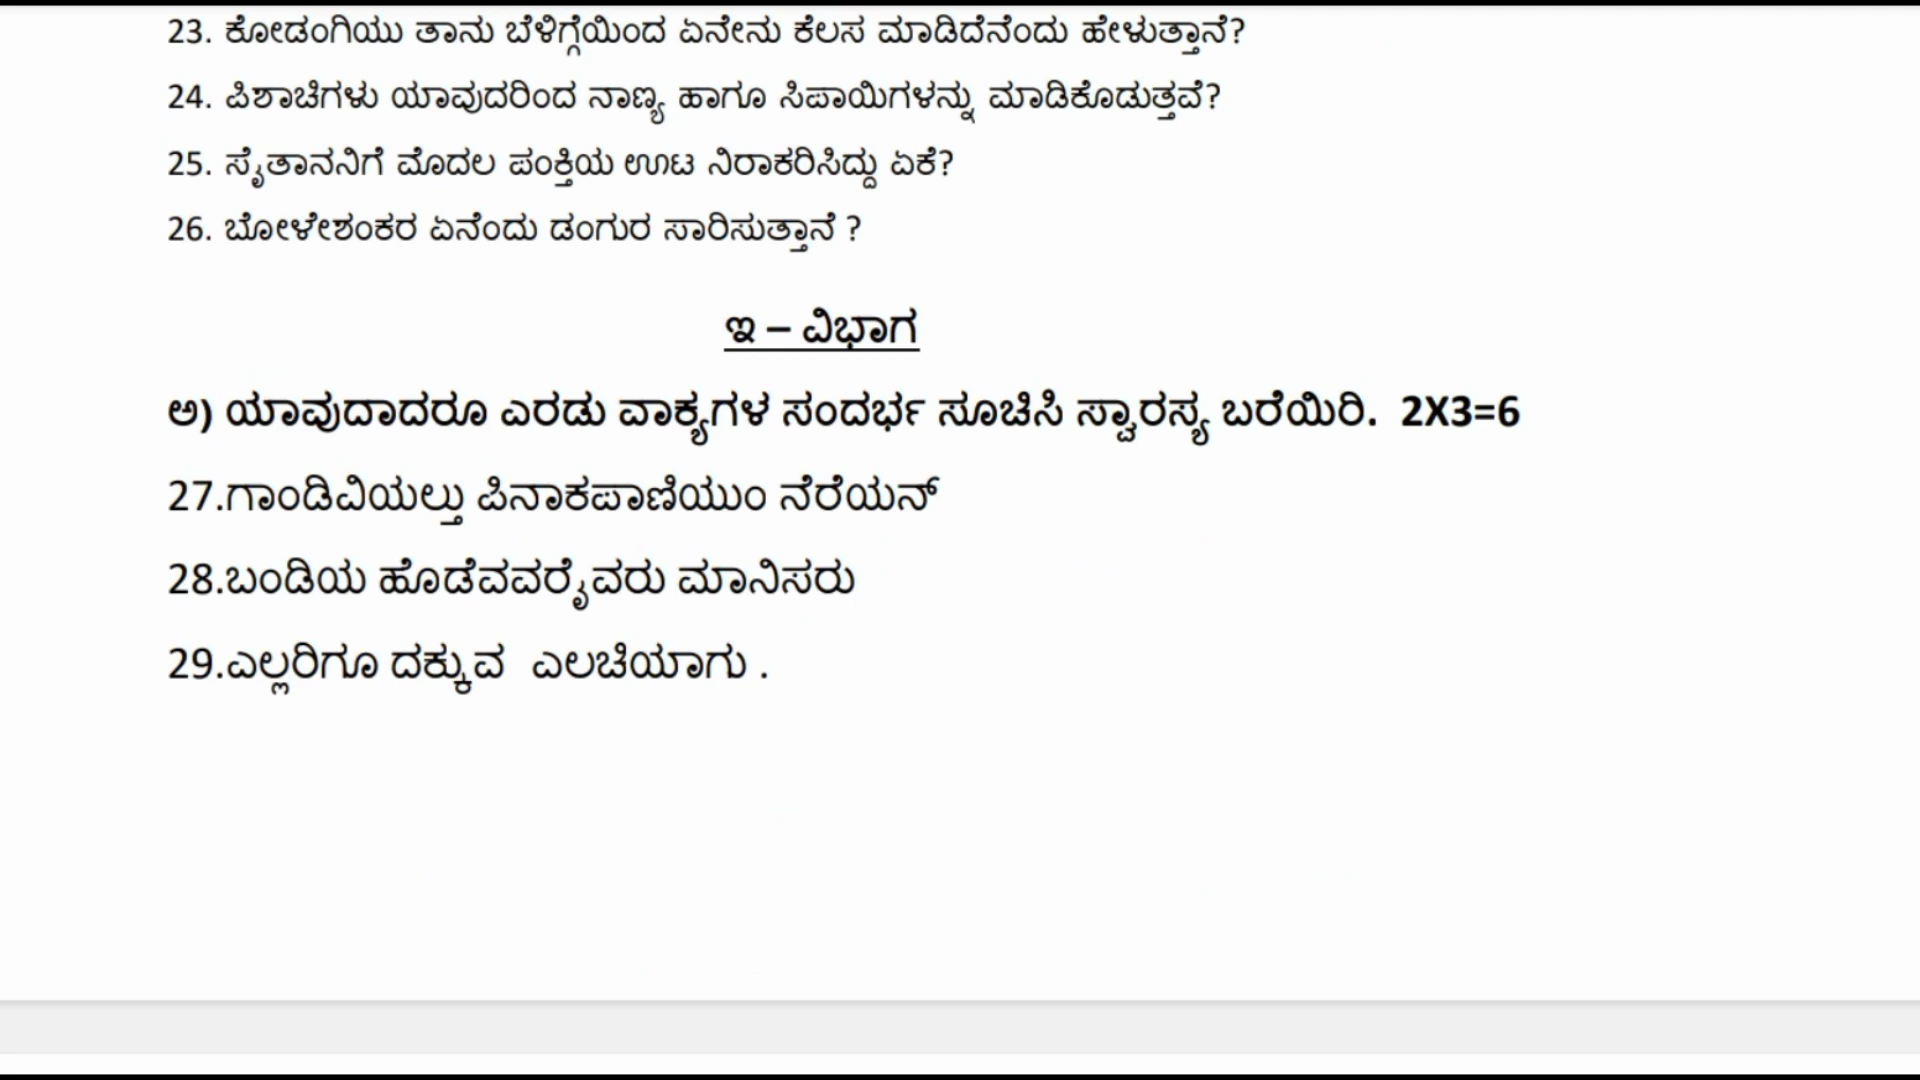 23. ಕೋಡಂಗಿಯು ತಾನು ಬೆಳಿಗ್ಗೆಯಿಂದ ಏನೇನು ಕೆಲಸ ಮಾಡಿದೆನೆಂದು ಹೇಳುತ್ತಾನೆ?
24. ಪಿಶಾಚಿಗಳು ಯಾವುದರಿಂದ ನಾಣ್ಯ ಹಾಗೂ ಸಿಪಾಯಿಗಳನ್ನು ಮಾಡಿಕೊಡುತ್ತವೆ?
25. ಸೈತಾನನಿಗೆ ಮೊದಲ ಪಂಕ್ತಿಯ ಊಟ ನಿರಾಕರಿಸಿದ್ದು ಏಕೆ?
26. ಬೋಳೇಶಂಕರ ಏನೆಂದು ಡಂಗುರ ಸಾರಿಸುತ್ತಾನೆ ?
ಇ – ವಿಭಾಗ
ಅ) ಯಾವುದಾದರೂ ಎರಡು ವಾಕ್ಯಗಳ ಸಂದರ್ಭ ಸೂಚಿಸಿ ಸ್ವಾರಸ್ಯ ಬರೆಯಿರಿ. 2X3=6
27.ಗಾಂಡಿವಿಯಲ್ತು ಪಿನಾಕಪಾಣಿಯುಂ ನೆರೆಯನ್
28.ಬಂಡಿಯ ಹೊಡೆವವರೈವರು ಮಾನಿಸರು
29.ಎಲ್ಲರಿಗೂ ದಕ್ಕುವ ಎಲಚಿಯಾಗು .